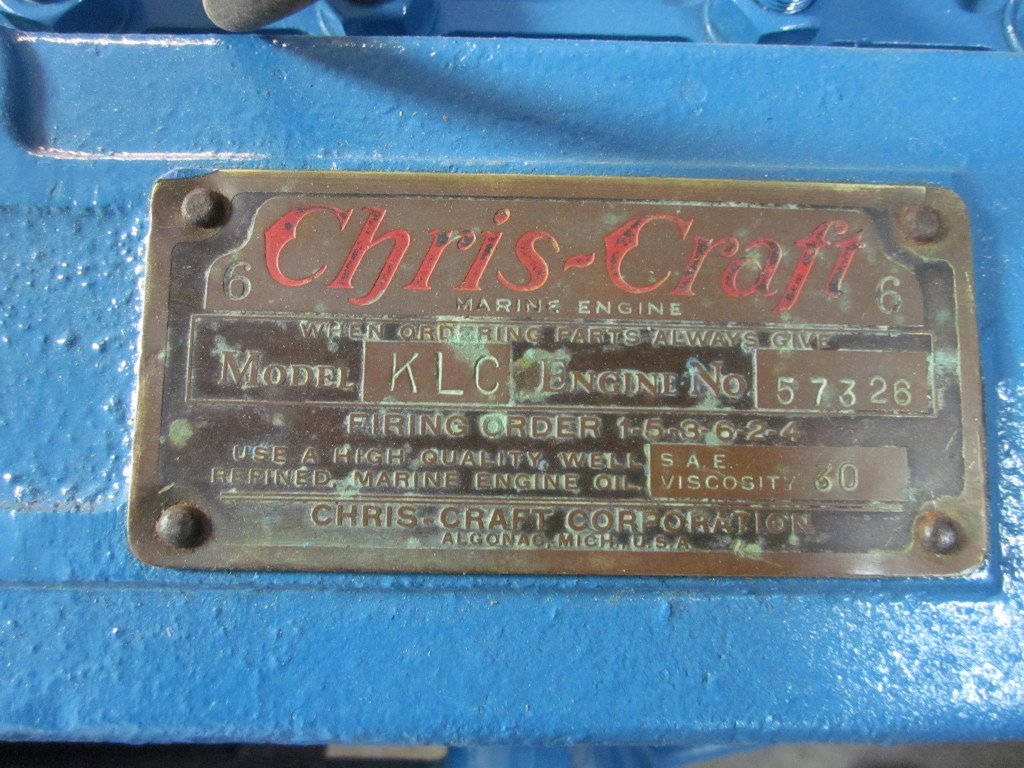 Chris-Craft
6 6
MARINE ENGINE
WHEN ORDERING PARTS ALWAYS GIVE
MODEL KLC ENGINE NO 57326
FIRING ORDER 1-5-3-6-2-4
USE A HIGH QUALITY, WELL
REFINED, MARINE ENGINE OIL
S.A.E.
VISCOSITY 30
CHRIS-CRAFT CORPORATION
ALGONAC, MICH., U.S.A.